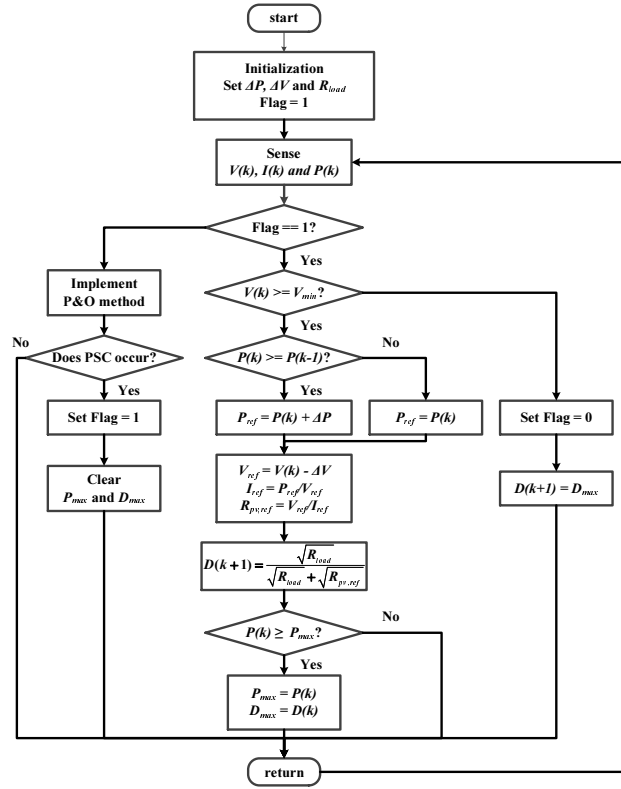 start
Initialization
Set ΔP, ΔV and R_load
Flag = 1
Sense
V(k), I(k) and P(k)
Flag == 1?
Yes
Implement
P&O method
V(k) >= V_min?
Yes
No
Does PSC occur?
Yes
P(k) >= P(k-1)?
No
Yes
Set Flag = 1
P_ref = P(k) + ΔP
P_ref = P(k)
Set Flag = 0
Clear
P_max and D_max
V_ref = V(k) - ΔV
I_ref = P_ref/V_ref
R_pv,ref = V_ref/I_ref
D(k+1) = D_max
D(k+1) = √R_load / (√R_load + √R_pv,ref)
P(k) ≥ P_max?
No
Yes
P_max = P(k)
D_max = D(k)
return